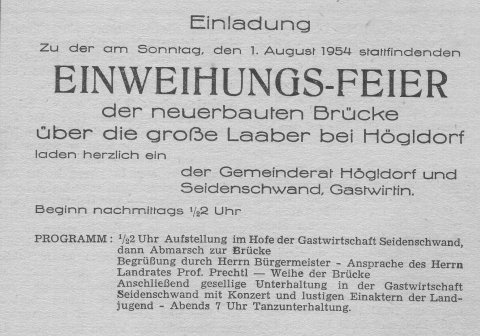 Einladung
Zu der am Sonntag, den 1. August 1954 stattfindenden
EINWEIHUNGS-FEIER
der neuerbauten Brücke
über die große Laaber bei Högldorf
laden herzlich ein
der Gemeinderat Högldorf und
Seidenschwand, Gastwirtin.
Beginn nachmittags ½2 Uhr
PROGRAMM: ½2 Uhr Aufstellung im Hofe der Gastwirtschaft Seidenschwand,
dann Abmarsch zur Brücke
Begrüßung durch Herrn Bürgermeister - Ansprache des Herrn
Landrates Prof. Prechtl — Weihe der Brücke
Anschließend gesellige Unterhaltung in der Gastwirtschaft
Seidenschwand mit Konzert und lustigen Einaktern der Land-
jugend - Abends 7 Uhr Tanzunterhaltung.